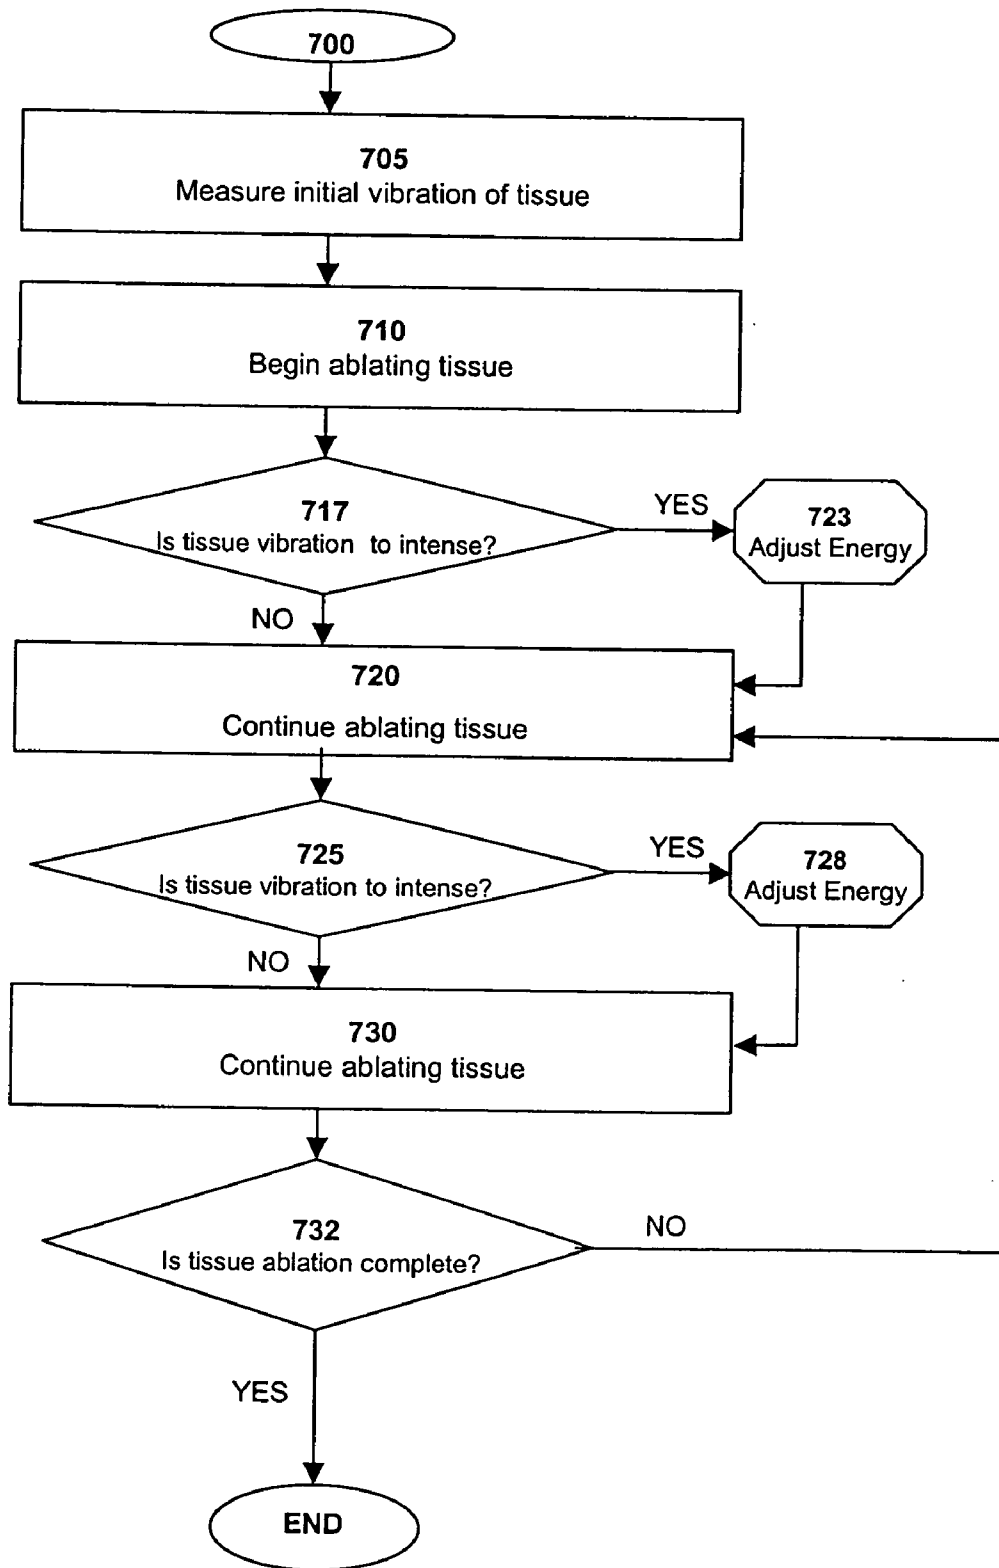 700
705
Measure initial vibration of tissue
710
Begin ablating tissue
717
Is tissue vibration to intense?
YES
723
Adjust Energy
NO
720
Continue ablating tissue
725
Is tissue vibration to intense?
YES
728
Adjust Energy
NO
730
Continue ablating tissue
732
Is tissue ablation complete?
NO
YES
END